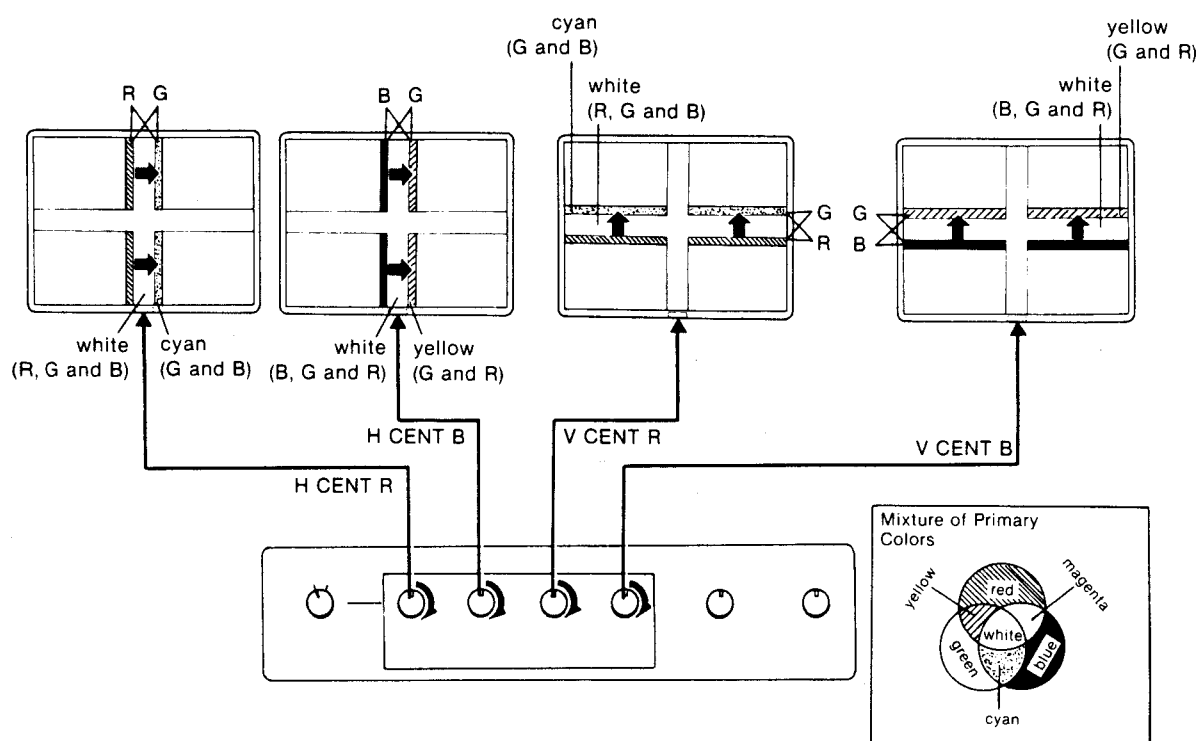 cyan
(G and B)
white
(R, G and B)
yellow
(G and R)
white
(B, G and R)
R G
B G
G
R
G
B
white
(R, G and B)
cyan
(G and B)
white
(B, G and R)
yellow
(G and R)
H CENT R
H CENT B
V CENT R
V CENT B
Mixture of Primary
Colors
yellow
red
magenta
white
green
blue
cyan